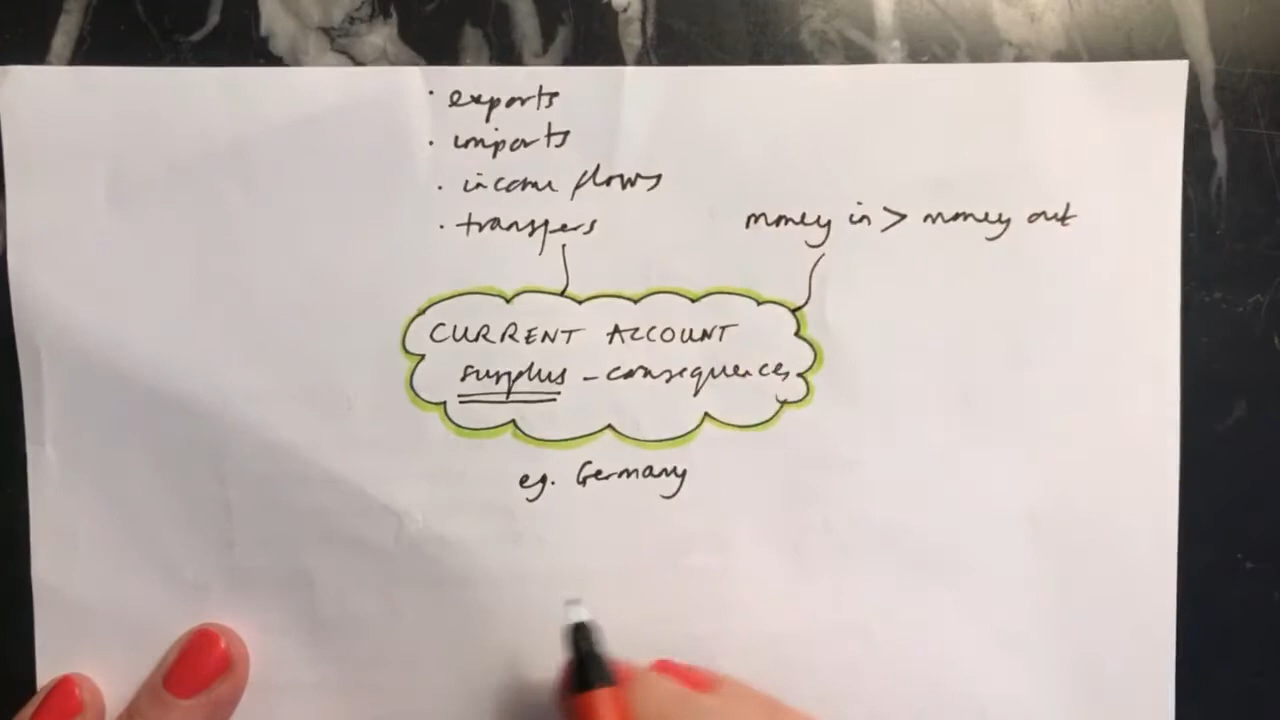 · exports
· imports
· income flows
· transfers
money in > money out
CURRENT ACCOUNT
surplus - consequences
eg. Germany